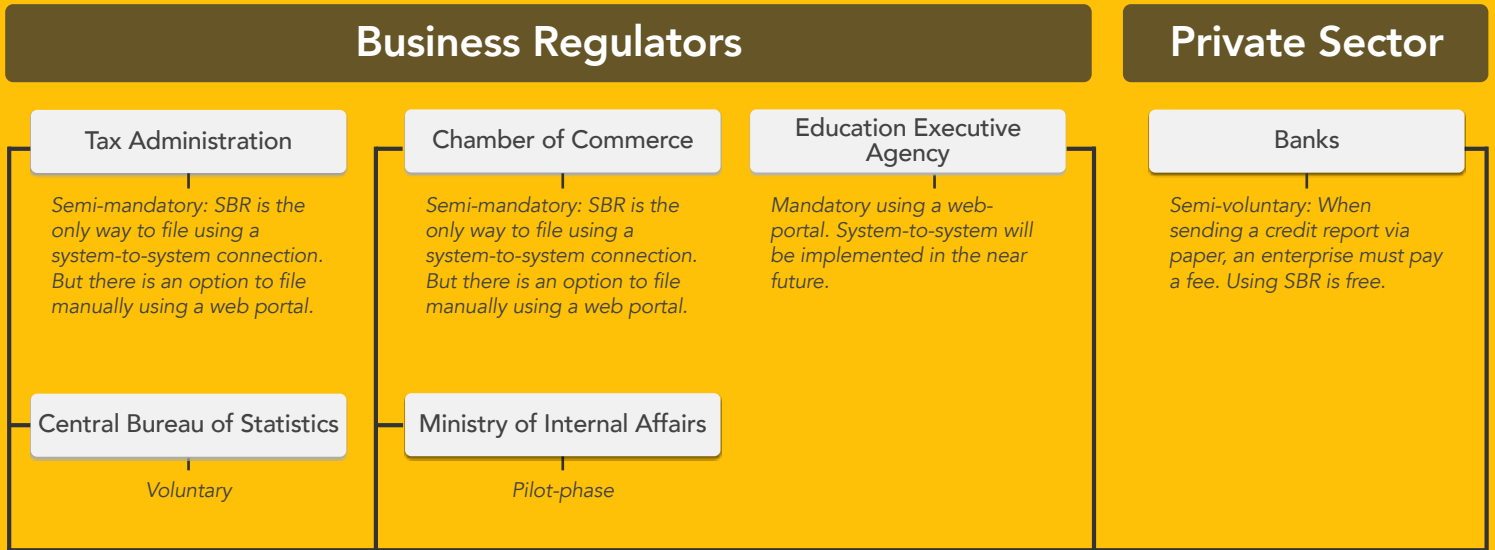 Business Regulators
Private Sector
Tax Administration
Semi-mandatory: SBR is the
only way to file using a
system-to-system connection.
But there is an option to file
manually using a web portal.
Chamber of Commerce
Semi-mandatory: SBR is the
only way to file using a
system-to-system connection.
But there is an option to file
manually using a web portal.
Education Executive
Agency
Mandatory using a web-
portal. System-to-system will
be implemented in the near
future.
Banks
Semi-voluntary: When
sending a credit report via
paper, an enterprise must pay
a fee. Using SBR is free.
Central Bureau of Statistics
Voluntary
Ministry of Internal Affairs
Pilot-phase